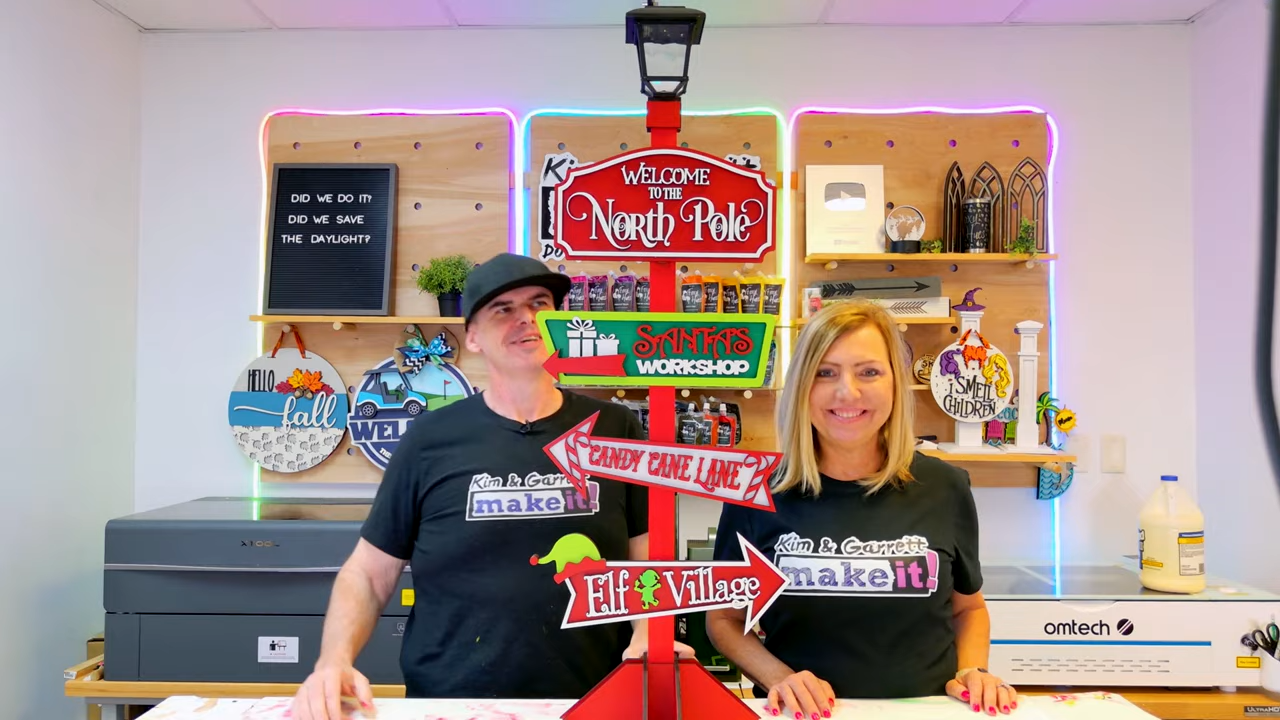 DID WE DO IT?
DID WE SAVE
THE DAYLIGHT?
WELCOME
TO THE
North Pole
SANTA'S
WORKSHOP
CANDY CANE LANE
Elf Village
HELLO
fall
I SMELL
CHILDREN
Kim & Garrett
make it!
Kim & Garrett
make it!
XTOOL
omtech